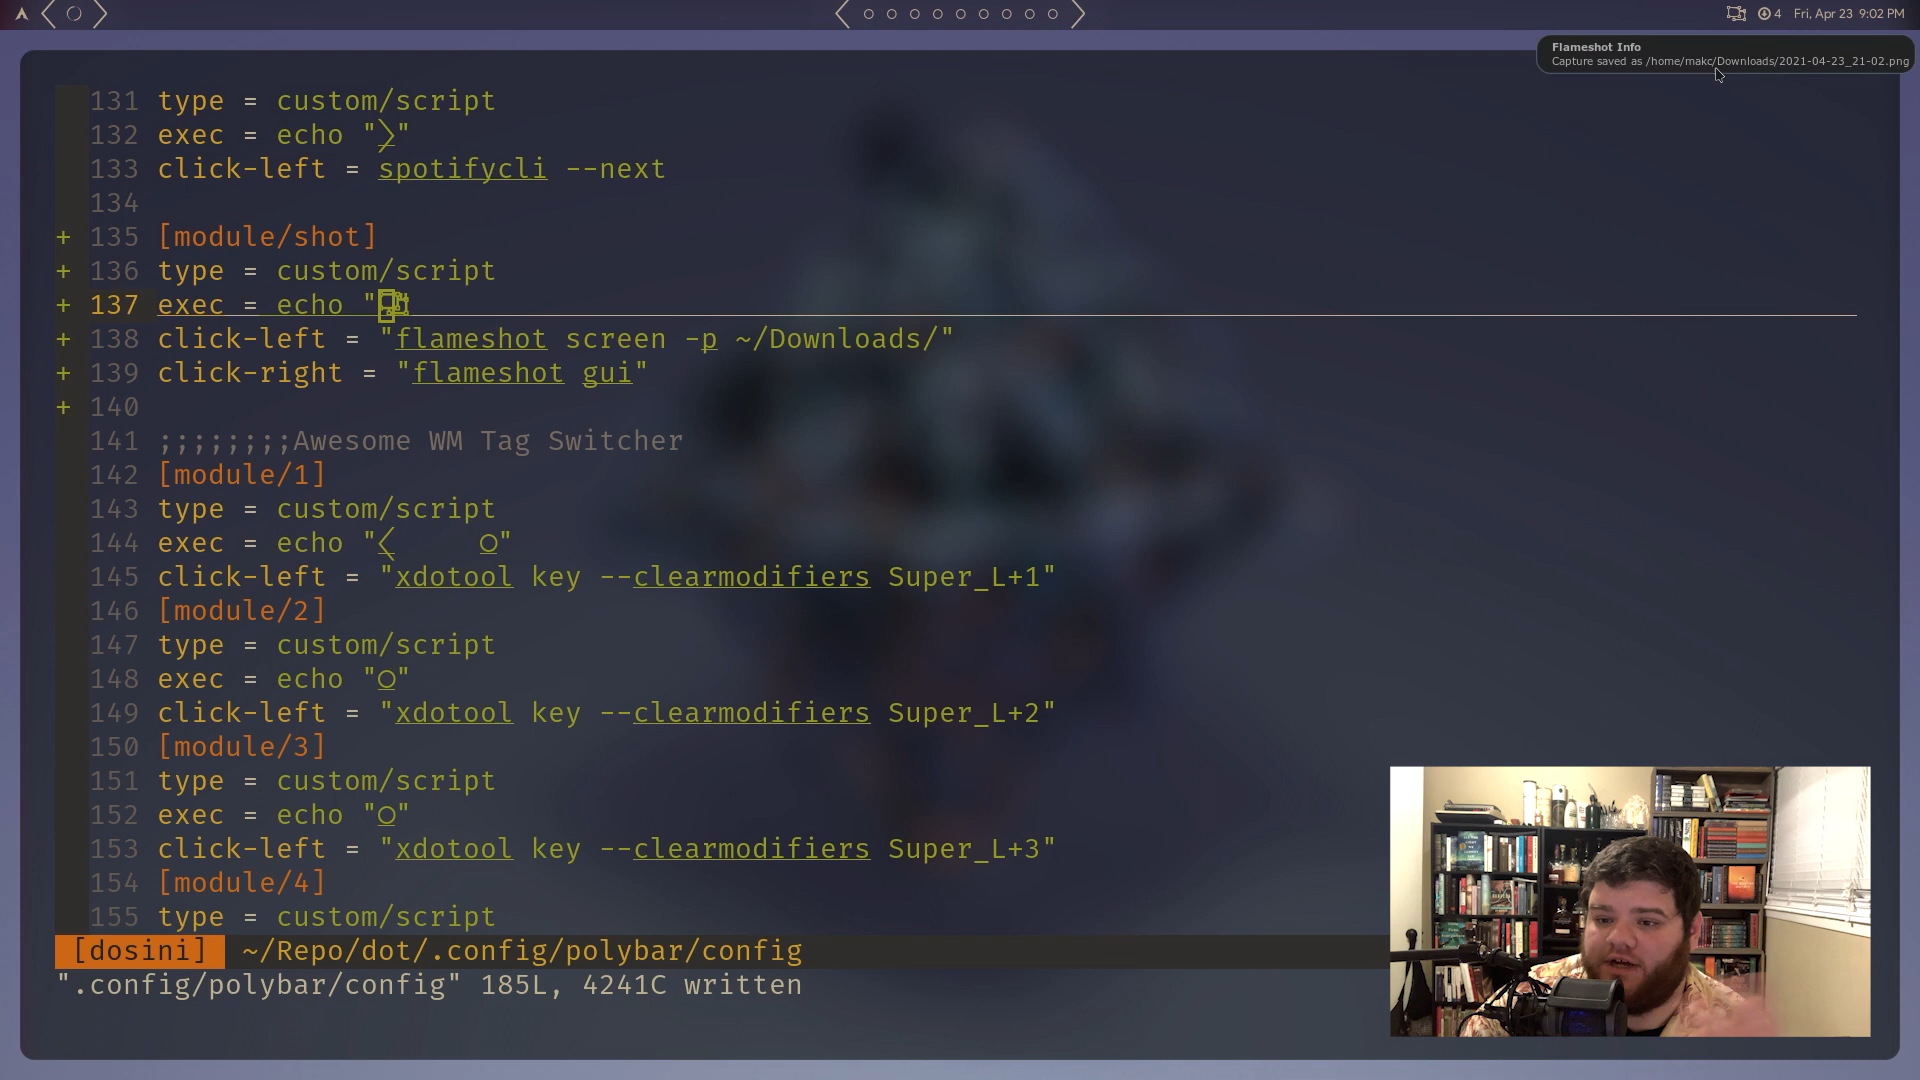 4 Fri, Apr 23 9:02 PM
Flameshot Info
Capture saved as /home/makc/Downloads/2021-04-23_21-02.png
131 type = custom/script
132 exec = echo "〉"
133 click-left = spotifycli --next
134
+ 135 [module/shot]
+ 136 type = custom/script
+ 137 exec = echo ""
+ 138 click-left = "flameshot screen -p ~/Downloads/"
+ 139 click-right = "flameshot gui"
+ 140
141 ;;;;;;;;Awesome WM Tag Switcher
142 [module/1]
143 type = custom/script
144 exec = echo "〈     ○"
145 click-left = "xdotool key --clearmodifiers Super_L+1"
146 [module/2]
147 type = custom/script
148 exec = echo "○"
149 click-left = "xdotool key --clearmodifiers Super_L+2"
150 [module/3]
151 type = custom/script
152 exec = echo "○"
153 click-left = "xdotool key --clearmodifiers Super_L+3"
154 [module/4]
155 type = custom/script
[dosini] ~/Repo/dot/.config/polybar/config
".config/polybar/config" 185L, 4241C written